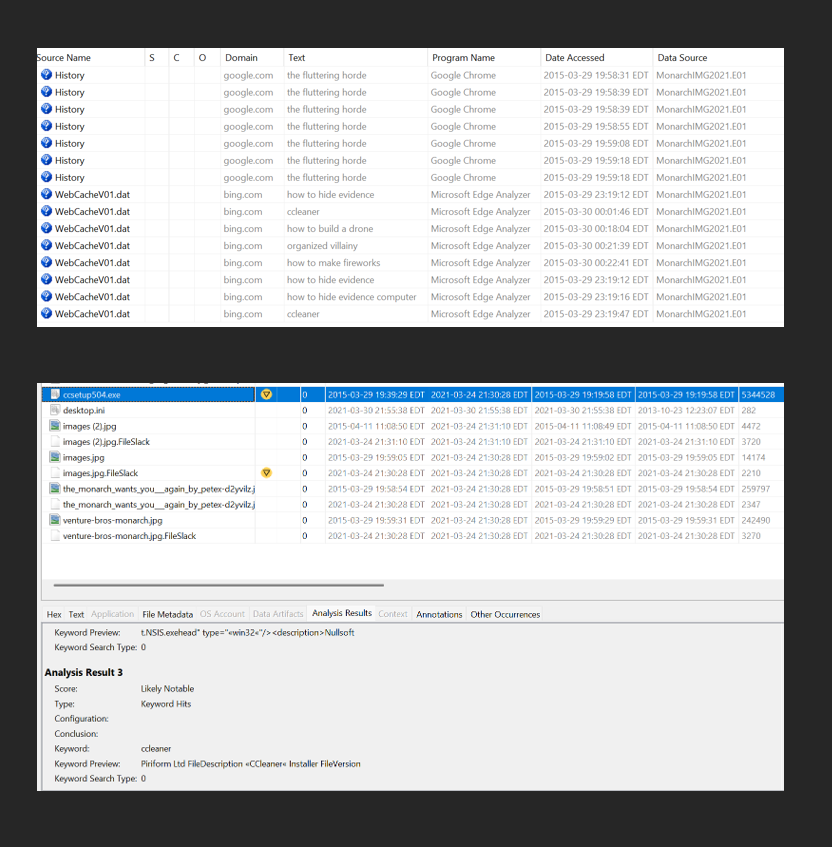 Source Name S C O Domain Text Program Name Date Accessed Data Source
History google.com the fluttering horde Google Chrome 2015-03-29 19:58:31 EDT MonarchIMG2021.E01
History google.com the fluttering horde Google Chrome 2015-03-29 19:58:39 EDT MonarchIMG2021.E01
History google.com the fluttering horde Google Chrome 2015-03-29 19:58:39 EDT MonarchIMG2021.E01
History google.com the fluttering horde Google Chrome 2015-03-29 19:58:55 EDT MonarchIMG2021.E01
History google.com the fluttering horde Google Chrome 2015-03-29 19:59:08 EDT MonarchIMG2021.E01
History google.com the fluttering horde Google Chrome 2015-03-29 19:59:18 EDT MonarchIMG2021.E01
History google.com the fluttering horde Google Chrome 2015-03-29 19:59:18 EDT MonarchIMG2021.E01
WebCacheV01.dat bing.com how to hide evidence Microsoft Edge Analyzer 2015-03-29 23:19:12 EDT MonarchIMG2021.E01
WebCacheV01.dat bing.com ccleaner Microsoft Edge Analyzer 2015-03-30 00:01:46 EDT MonarchIMG2021.E01
WebCacheV01.dat bing.com how to build a drone Microsoft Edge Analyzer 2015-03-30 00:18:04 EDT MonarchIMG2021.E01
WebCacheV01.dat bing.com organized villainy Microsoft Edge Analyzer 2015-03-30 00:21:39 EDT MonarchIMG2021.E01
WebCacheV01.dat bing.com how to make fireworks Microsoft Edge Analyzer 2015-03-30 00:22:41 EDT MonarchIMG2021.E01
WebCacheV01.dat bing.com how to hide evidence Microsoft Edge Analyzer 2015-03-29 23:19:12 EDT MonarchIMG2021.E01
WebCacheV01.dat bing.com how to hide evidence computer Microsoft Edge Analyzer 2015-03-29 23:19:16 EDT MonarchIMG2021.E01
WebCacheV01.dat bing.com ccleaner Microsoft Edge Analyzer 2015-03-29 23:19:47 EDT MonarchIMG2021.E01
ccsetup504.exe 0 2015-03-29 19:39:29 EDT 2021-03-24 21:30:28 EDT 2015-03-29 19:19:58 EDT 2015-03-29 19:19:58 EDT 5344528
desktop.ini 0 2021-03-30 21:55:38 EDT 2021-03-30 21:55:38 EDT 2021-03-30 21:55:38 EDT 2013-10-23 12:23:07 EDT 282
images (2).jpg 0 2015-04-11 11:08:50 EDT 2021-03-24 21:31:10 EDT 2015-04-11 11:08:49 EDT 2015-04-11 11:08:50 EDT 4472
images (2).jpg.FileSlack 0 2021-03-24 21:31:10 EDT 2021-03-24 21:31:10 EDT 2021-03-24 21:31:10 EDT 2021-03-24 21:31:10 EDT 3720
images.jpg 0 2015-03-29 19:59:05 EDT 2021-03-24 21:30:28 EDT 2015-03-29 19:59:02 EDT 2015-03-29 19:59:05 EDT 14174
images.jpg.FileSlack 0 2021-03-24 21:30:28 EDT 2021-03-24 21:30:28 EDT 2021-03-24 21:30:28 EDT 2021-03-24 21:30:28 EDT 2210
the_monarch_wants_you__again_by_petex-d2yvilz.j 0 2015-03-29 19:58:54 EDT 2021-03-24 21:30:28 EDT 2015-03-29 19:58:51 EDT 2015-03-29 19:58:54 EDT 259797
the_monarch_wants_you__again_by_petex-d2yvilz.j 0 2021-03-24 21:30:28 EDT 2021-03-24 21:30:28 EDT 2021-03-24 21:30:28 EDT 2021-03-24 21:30:28 EDT 2347
venture-bros-monarch.jpg 0 2015-03-29 19:59:31 EDT 2021-03-24 21:30:28 EDT 2015-03-29 19:59:29 EDT 2015-03-29 19:59:31 EDT 242490
venture-bros-monarch.jpg.FileSlack 0 2021-03-24 21:30:28 EDT 2021-03-24 21:30:28 EDT 2021-03-24 21:30:28 EDT 2021-03-24 21:30:28 EDT 3270
Hex Text Application File Metadata OS Account Data Artifacts Analysis Results Context Annotations Other Occurrences
Keyword Preview: t.NSIS.exehead" type="«win32«"/><description>Nullsoft
Keyword Search Type: 0
Analysis Result 3
Score: Likely Notable
Type: Keyword Hits
Configuration:
Conclusion:
Keyword: ccleaner
Keyword Preview: Piriform Ltd FileDescription «CCleaner« Installer FileVersion
Keyword Search Type: 0